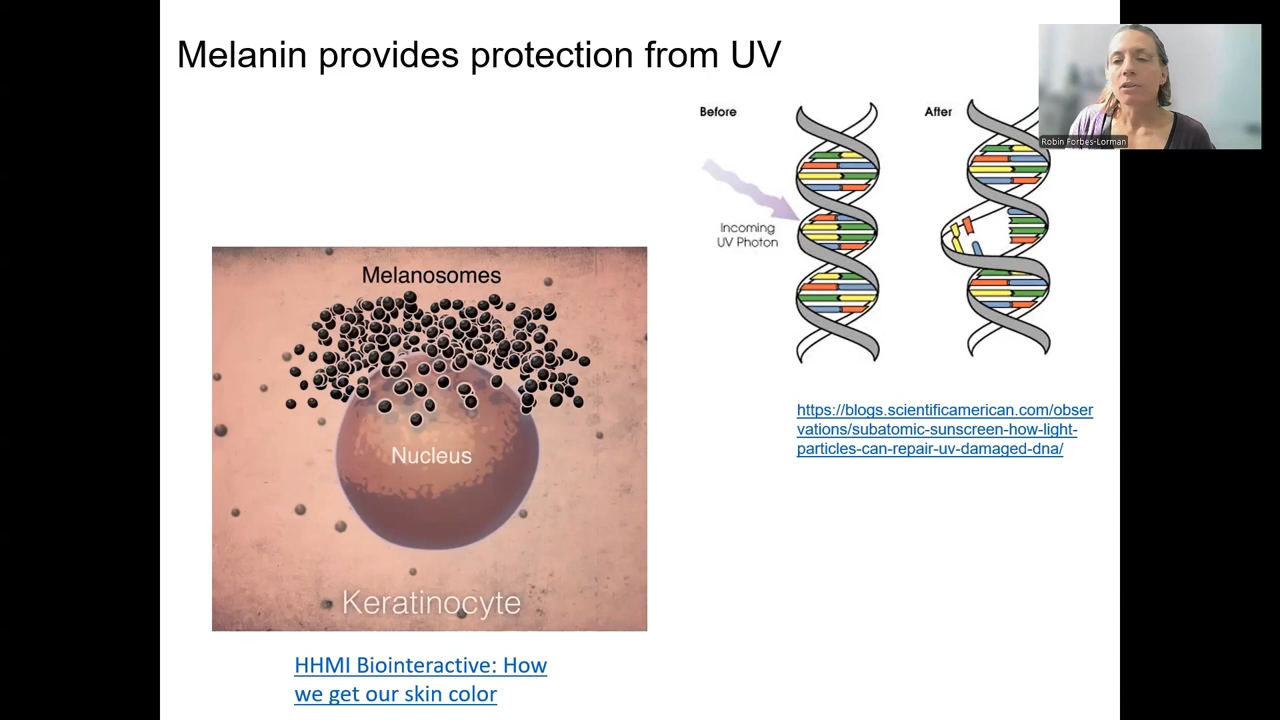 Melanin provides protection from UV
Before
After
Robin Forbes-Lorman
Incoming
UV Photon
Melanosomes
Nucleus
Keratinocyte
https://blogs.scientificamerican.com/obser
vations/subatomic-sunscreen-how-light-
particles-can-repair-uv-damaged-dna/
HHMI Biointeractive: How
we get our skin color